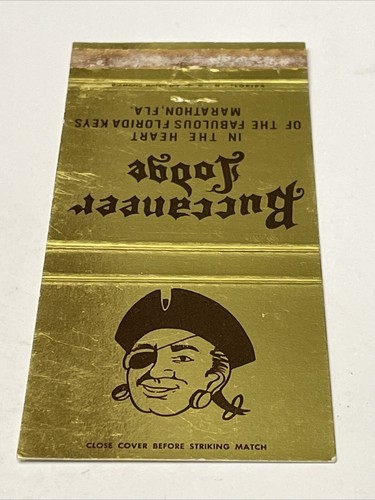 Buccaneer
Lodge
IN THE HEART
OF THE FABULOUS FLORIDA KEYS
MARATHON, FLA.
CLOSE COVER BEFORE STRIKING MATCH